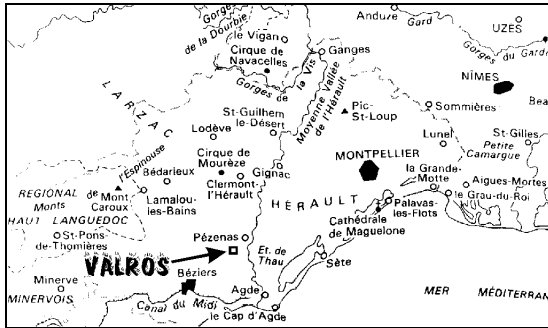 Gorges
de la Dourbie
le Vigan
Cirque de
Navacelles
Gorges de
la Vis
Ganges
Anduze
Gard
UZES
Gorges du Gard
NÎMES
Bea
LARZAC
Moyenne Vallée
de l'Hérault
Pic-
St-Loup
Sommières
St-Guilhem
le-Désert
Lodève
Lunel
St-Gilles
Petite
Camargue
l'Espinouse
Bédarieux
Cirque de
Mourèze
Gignac
MONTPELLIER
la Grande-
Motte
Aigues-Mortes
REGIONAL
Monts
de
Mont
Caroux
Lamalou-
les-Bains
Clermont-
l'Hérault
le Grau-du-Roi
HAUT LANGUEDOC
HÉRAULT
Palavas-
les-Flots
St-Pons-
de-Thomières
Pézenas
Cathédrale
de Maguelone
VALROS
Et. de
Thau
Béziers
Sète
Minerve
MINERVOIS
Agde
MER MÉDITERRAN
Canal du Midi
le Cap d'Agde